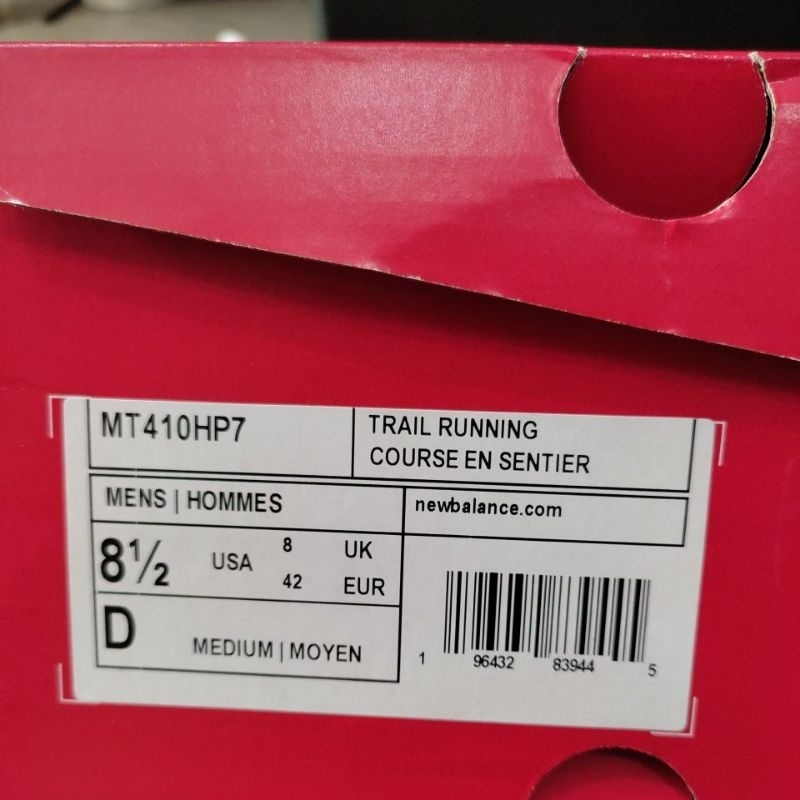 MT410HP7
TRAIL RUNNING
COURSE EN SENTIER
MENS | HOMMES
newbalance.com
8½ USA 8 UK
42 EUR
D MEDIUM | MOYEN
1 96432 83944 5